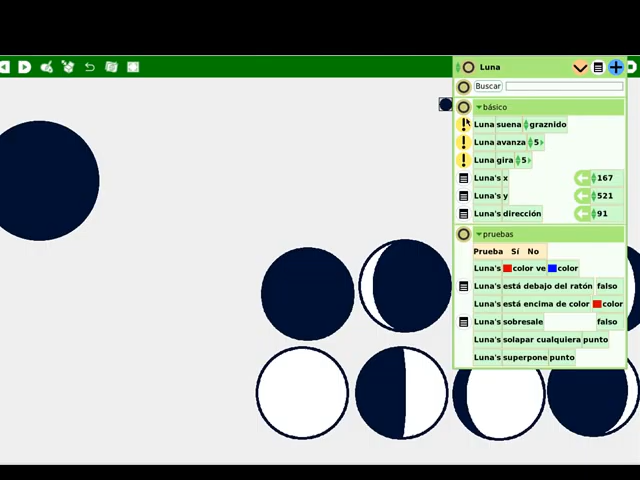 Luna
Buscar
básico
Luna suena graznido
Luna avanza 5
Luna gira 5
Luna's x 167
Luna's y 521
Luna's dirección 91
pruebas
Prueba Sí No
Luna's color ve color
Luna's está debajo del ratón falso
Luna's está encima de color color
Luna's sobresale falso
Luna's solapar cualquiera punto
Luna's superpone punto